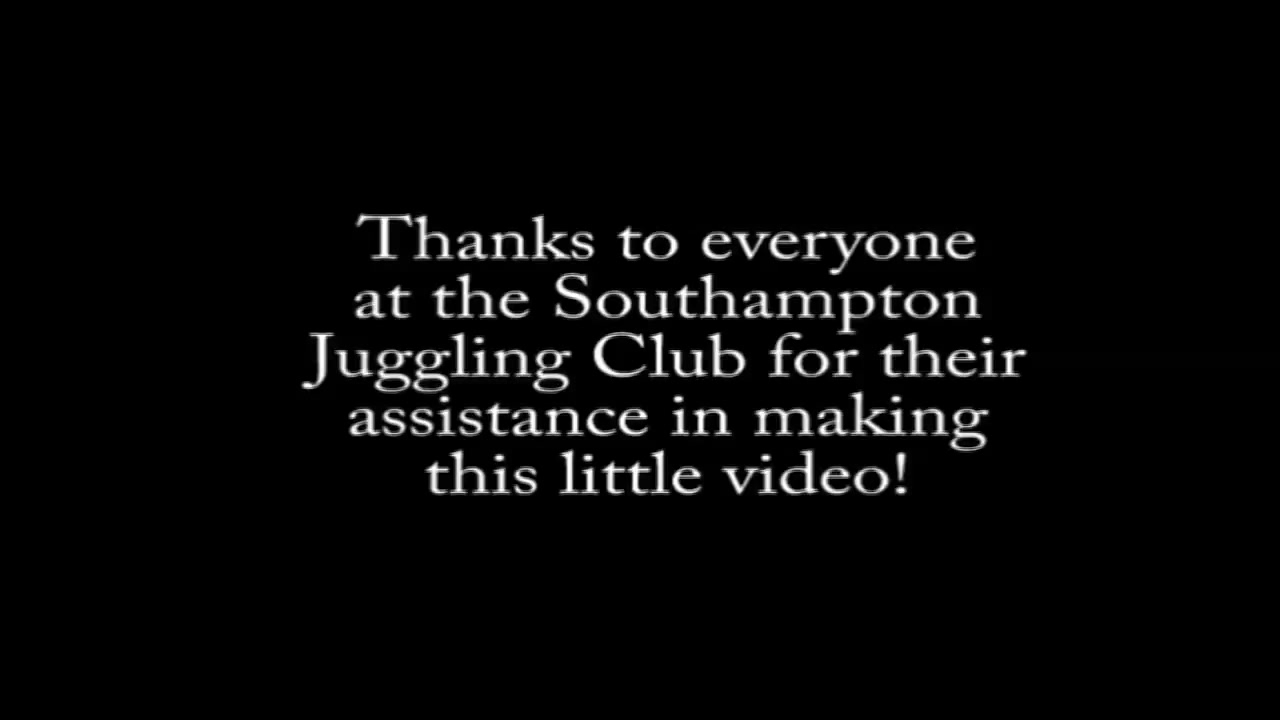 Thanks to everyone
at the Southampton
Juggling Club for their
assistance in making
this little video!